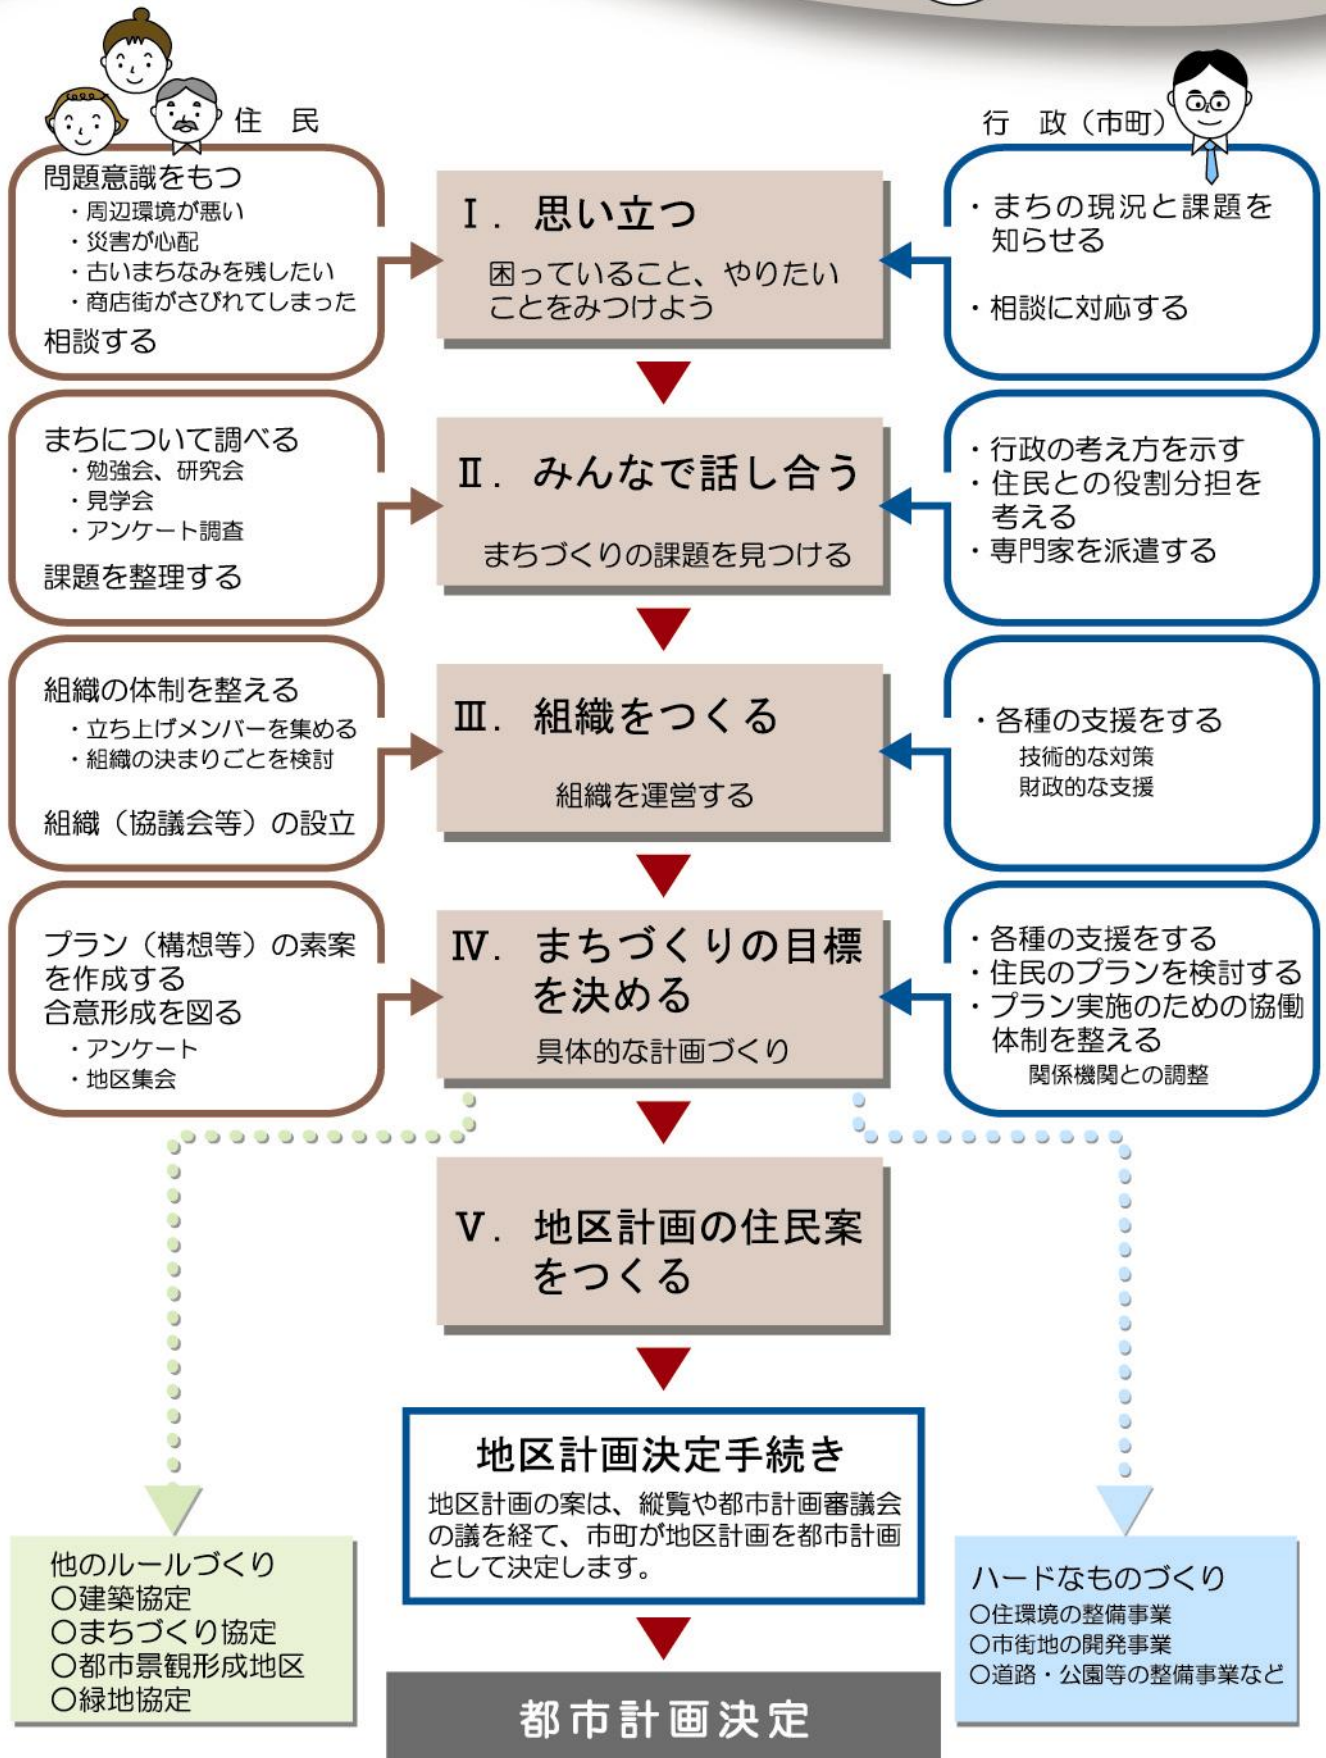 住 民
行 政（市町）
問題意識をもつ
・周辺環境が悪い
・災害が心配
・古いまちなみを残したい
・商店街がさびれてしまった
相談する
Ⅰ．思い立つ
困っていること、やりたい
ことをみつけよう
・まちの現況と課題を
知らせる
・相談に対応する
まちについて調べる
・勉強会、研究会
・見学会
・アンケート調査
課題を整理する
Ⅱ．みんなで話し合う
まちづくりの課題を見つける
・行政の考え方を示す
・住民との役割分担を
考える
・専門家を派遣する
組織の体制を整える
・立ち上げメンバーを集める
・組織の決まりごとを検討
組織（協議会等）の設立
Ⅲ．組織をつくる
組織を運営する
・各種の支援をする
技術的な対策
財政的な支援
プラン（構想等）の素案
を作成する
合意形成を図る
・アンケート
・地区集会
Ⅳ．まちづくりの目標
を決める
具体的な計画づくり
・各種の支援をする
・住民のプランを検討する
・プラン実施のための協働
体制を整える
関係機関との調整
Ⅴ．地区計画の住民案
をつくる
地区計画決定手続き
地区計画の案は、縦覧や都市計画審議会
の議を経て、市町が地区計画を都市計画
として決定します。
他のルールづくり
○建築協定
○まちづくり協定
○都市景観形成地区
○緑地協定
ハードなものづくり
○住環境の整備事業
○市街地の開発事業
○道路・公園等の整備事業など
都市計画決定